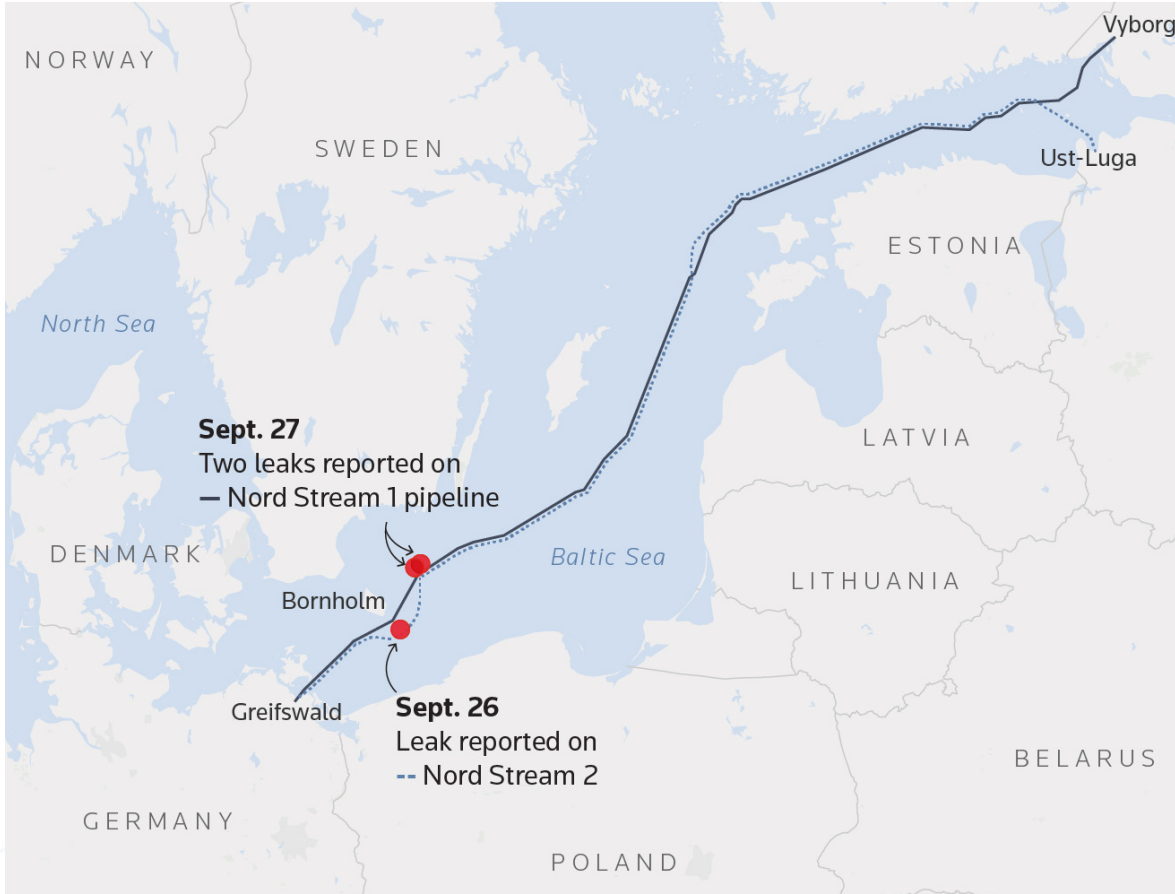 Vyborg
NORWAY
SWEDEN
Ust-Luga
ESTONIA
North Sea
Sept. 27
Two leaks reported on
Nord Stream 1 pipeline
LATVIA
DENMARK
Baltic Sea
LITHUANIA
Bornholm
Greifswald
Sept. 26
Leak reported on
Nord Stream 2
BELARUS
GERMANY
POLAND